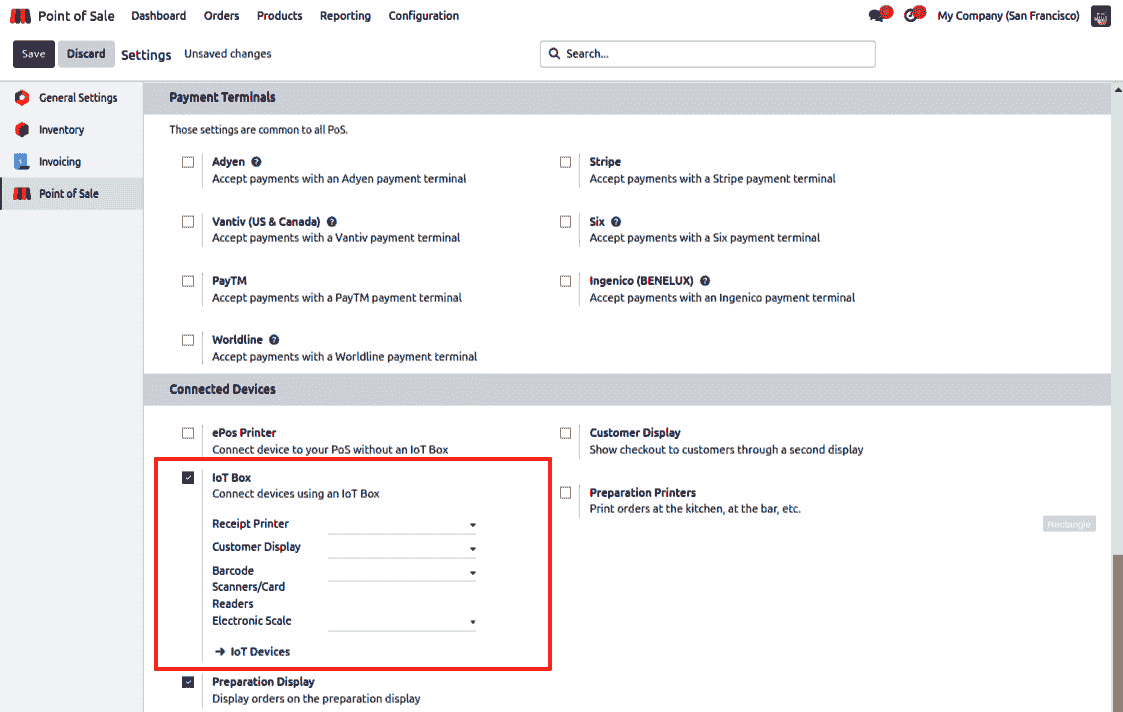 Point of Sale Dashboard Orders Products Reporting Configuration My Company (San Francisco)
Save Discard Settings Unsaved changes Search...
General Settings
Inventory
Invoicing
Point of Sale
Payment Terminals
Those settings are common to all PoS.
Adyen ?
Accept payments with an Adyen payment terminal
Stripe
Accept payments with a Stripe payment terminal
Vantiv (US & Canada) ?
Accept payments with a Vantiv payment terminal
Six ?
Accept payments with a Six payment terminal
PayTM
Accept payments with a PayTM payment terminal
Ingenico (BENELUX) ?
Accept payments with an Ingenico payment terminal
Worldline ?
Accept payments with a Worldline payment terminal
Connected Devices
ePos Printer
Connect device to your PoS without an IoT Box
Customer Display
Show checkout to customers through a second display
IoT Box
Connect devices using an IoT Box
Receipt Printer
Customer Display
Barcode
Scanners/Card
Readers
Electronic Scale
IoT Devices
Preparation Printers
Print orders at the kitchen, at the bar, etc.
Rectangle
Preparation Display
Display orders on the preparation display